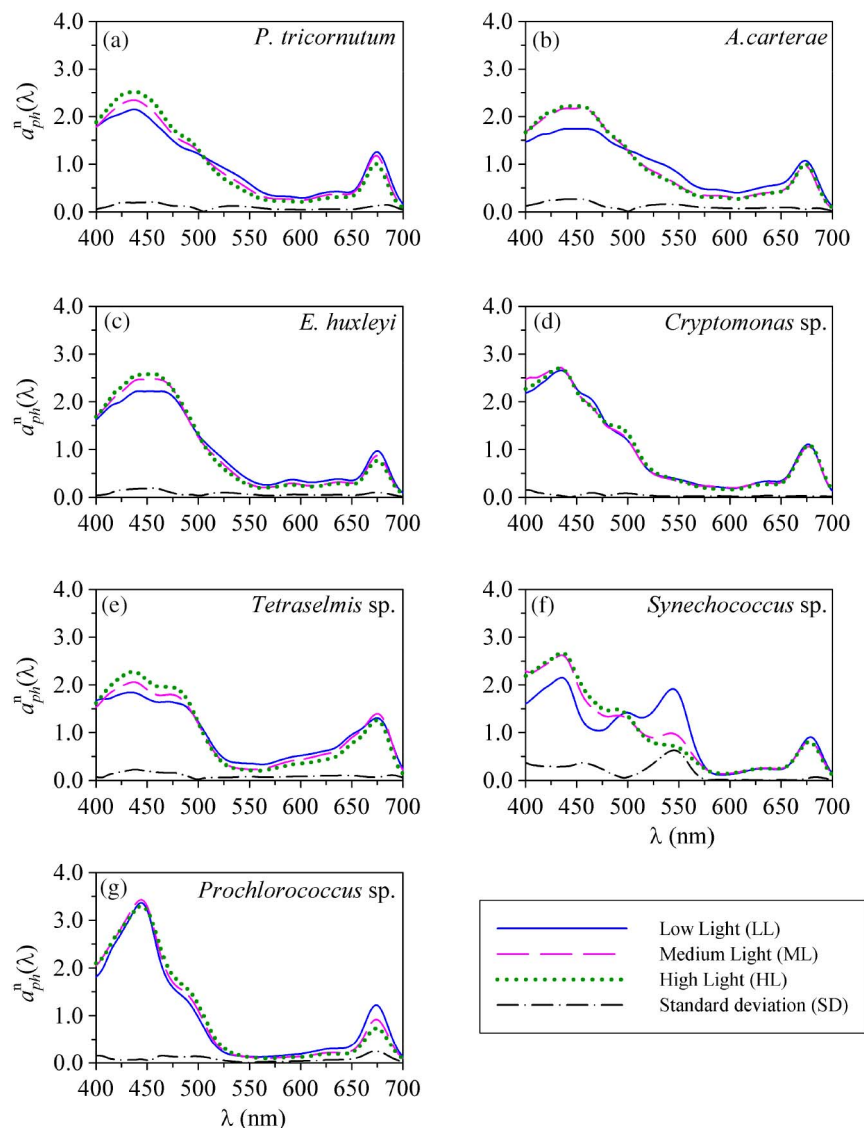 (a) P. tricornutum
4.0
3.0
2.0
1.0
0.0
aⁿₚₕ(λ)
400 450 500 550 600 650 700
(b) A.carterae
4.0
3.0
2.0
1.0
0.0
400 450 500 550 600 650 700
(c) E. huxleyi
4.0
3.0
2.0
1.0
0.0
aⁿₚₕ(λ)
400 450 500 550 600 650 700
(d) Cryptomonas sp.
4.0
3.0
2.0
1.0
0.0
400 450 500 550 600 650 700
(e) Tetraselmis sp.
4.0
3.0
2.0
1.0
0.0
aⁿₚₕ(λ)
400 450 500 550 600 650 700
(f) Synechococcus sp.
4.0
3.0
2.0
1.0
0.0
400 450 500 550 600 650 700
λ (nm)
(g) Prochlorococcus sp.
4.0
3.0
2.0
1.0
0.0
aⁿₚₕ(λ)
400 450 500 550 600 650 700
λ (nm)
Low Light (LL)
Medium Light (ML)
High Light (HL)
Standard deviation (SD)